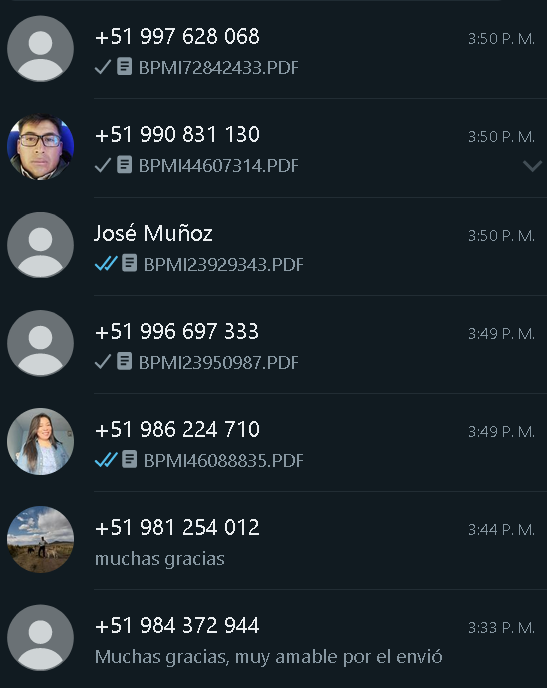 +51 997 628 068
3:50 P. M.
BPMI72842433.PDF
+51 990 831 130
3:50 P. M.
BPMI44607314.PDF
José Muñoz
3:50 P. M.
BPMI23929343.PDF
+51 996 697 333
3:49 P. M.
BPMI23950987.PDF
+51 986 224 710
3:49 P. M.
BPMI46088835.PDF
+51 981 254 012
3:44 P. M.
muchas gracias
+51 984 372 944
3:33 P. M.
Muchas gracias, muy amable por el envió